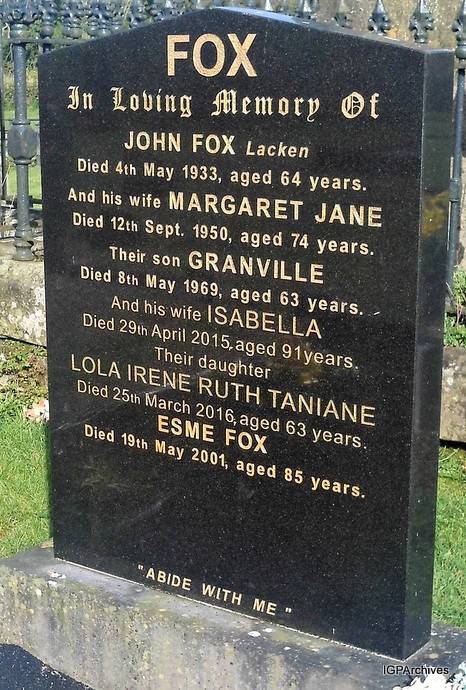 FOX
In Loving Memory Of
JOHN FOX Lacken
Died 4th May 1933, aged 64 years.
And his wife MARGARET JANE
Died 12th Sept. 1950, aged 74 years.
Their son GRANVILLE
Died 8th May 1969, aged 63 years.
And his wife ISABELLA
Died 29th April 2015, aged 91years.
Their daughter
LOLA IRENE RUTH TANIANE
Died 25th March 2016, aged 63 years.
ESME FOX
Died 19th May 2001, aged 85 years.
"ABIDE WITH ME"
IGPArchives